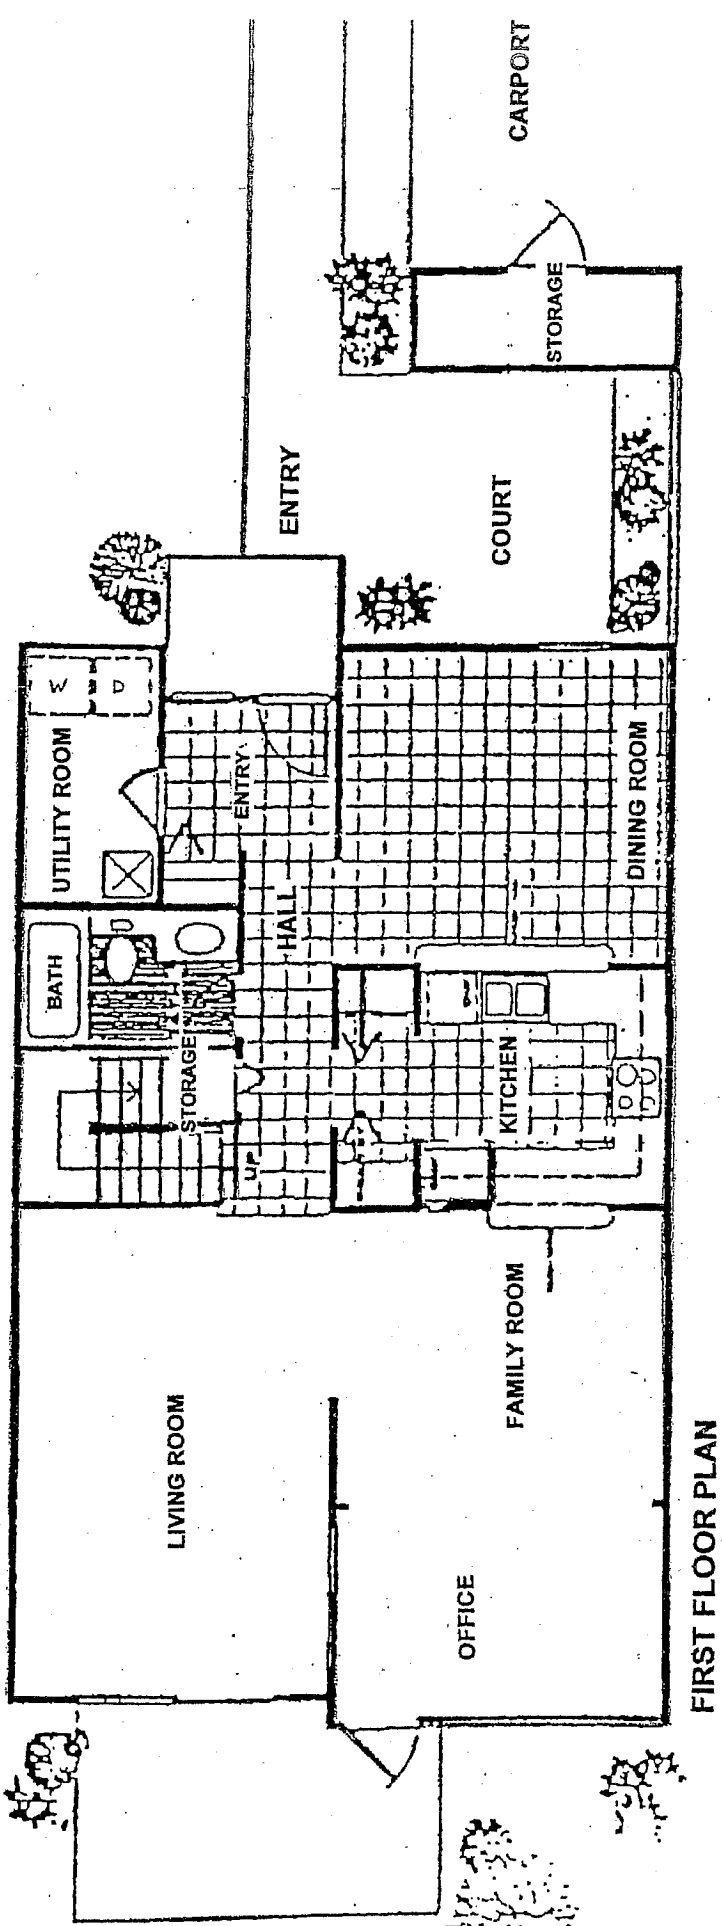 LIVING ROOM
OFFICE
FAMILY ROOM
UP
STORAGE
BATH
KITCHEN
HALL
UTILITY ROOM
W
D
ENTRY
DINING ROOM
ENTRY
COURT
STORAGE
CARPORT
FIRST FLOOR PLAN